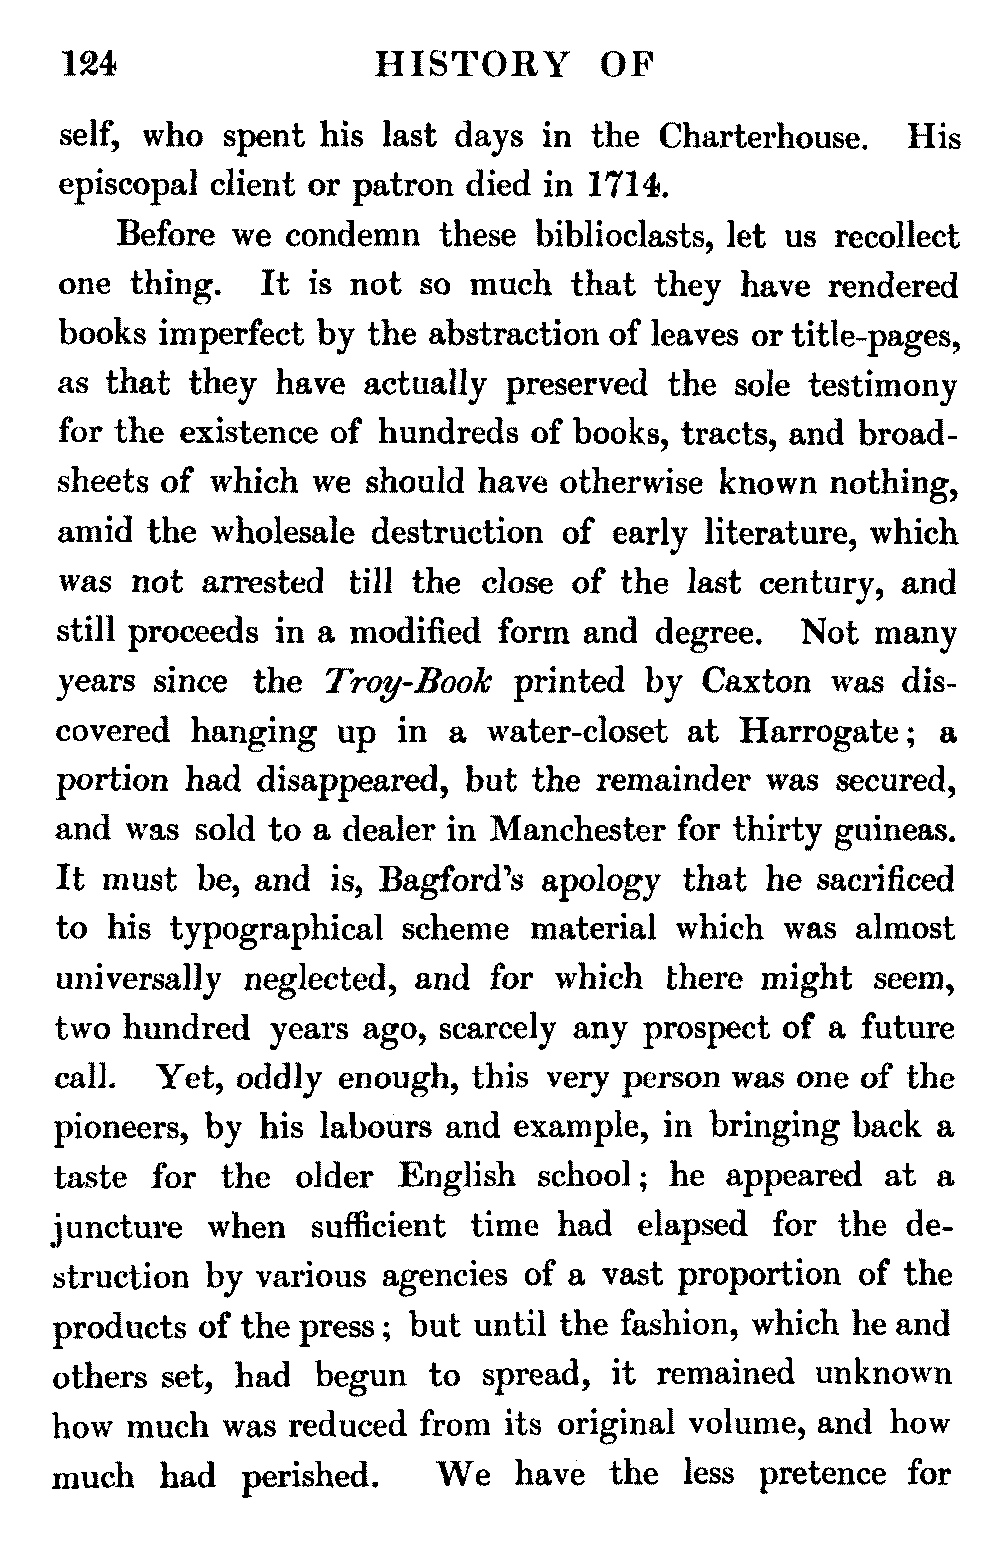 124 HISTORY OF
self, who spent his last days in the Charterhouse. His
episcopal client or patron died in 1714.
Before we condemn these biblioclasts, let us recollect
one thing. It is not so much that they have rendered
books imperfect by the abstraction of leaves or title-pages,
as that they have actually preserved the sole testimony
for the existence of hundreds of books, tracts, and broad-
sheets of which we should have otherwise known nothing,
amid the wholesale destruction of early literature, which
was not arrested till the close of the last century, and
still proceeds in a modified form and degree. Not many
years since the Troy-Book printed by Caxton was dis-
covered hanging up in a water-closet at Harrogate; a
portion had disappeared, but the remainder was secured,
and was sold to a dealer in Manchester for thirty guineas.
It must be, and is, Bagford's apology that he sacrificed
to his typographical scheme material which was almost
universally neglected, and for which there might seem,
two hundred years ago, scarcely any prospect of a future
call. Yet, oddly enough, this very person was one of the
pioneers, by his labours and example, in bringing back a
taste for the older English school; he appeared at a
juncture when sufficient time had elapsed for the de-
struction by various agencies of a vast proportion of the
products of the press; but until the fashion, which he and
others set, had begun to spread, it remained unknown
how much was reduced from its original volume, and how
much had perished. We have the less pretence for